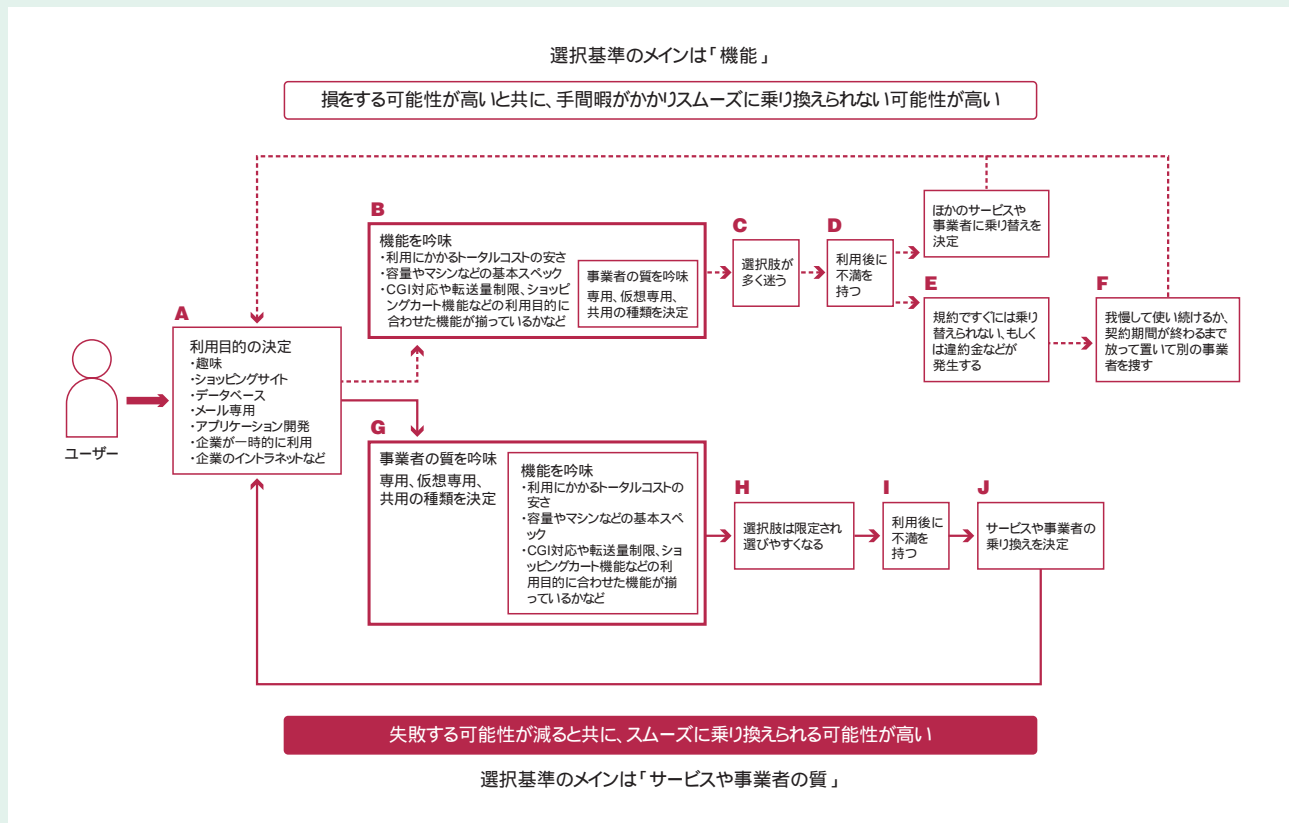 選択基準のメインは「機能」
損をする可能性が高いと共に、手間暇がかかりスムーズに乗り換えられない可能性が高い
ユーザー
A
利用目的の決定
・趣味
・ショッピングサイト
・データベース
・メール専用
・アプリケーション開発
・企業が一時的に利用
・企業のイントラネットなど
B
機能を吟味
・利用にかかるトータルコストの安さ
・容量やマシンなどの基本スペック
・CGI対応や転送量制限、ショッピ
ングカート機能などの利用目的に
合わせた機能が揃っているかなど
事業者の質を吟味
専用、仮想専用、
共用の種類を決定
C
選択肢が
多く迷う
D
利用後に
不満を
持つ
ほかのサービスや
事業者に乗り替えを
決定
E
規約ですぐには乗り
替えられない、もしく
は違約金などが
発生する
F
我慢して使い続けるか、
契約期間が終わるまで
放って置いて別の事業
者を捜す
G
事業者の質を吟味
専用、仮想専用、
共用の種類を決定
機能を吟味
・利用にかかるトータルコストの
安さ
・容量やマシンなどの基本スペ
ック
・CGI対応や転送量制限、ショ
ッピングカート機能などの利
用目的に合わせた機能が揃
っているかなど
H
選択肢は限定され
選びやすくなる
I
利用後に
不満を
持つ
J
サービスや事業者の
乗り換えを決定
失敗する可能性が減ると共に、スムーズに乗り換えられる可能性が高い
選択基準のメインは「サービスや事業者の質」